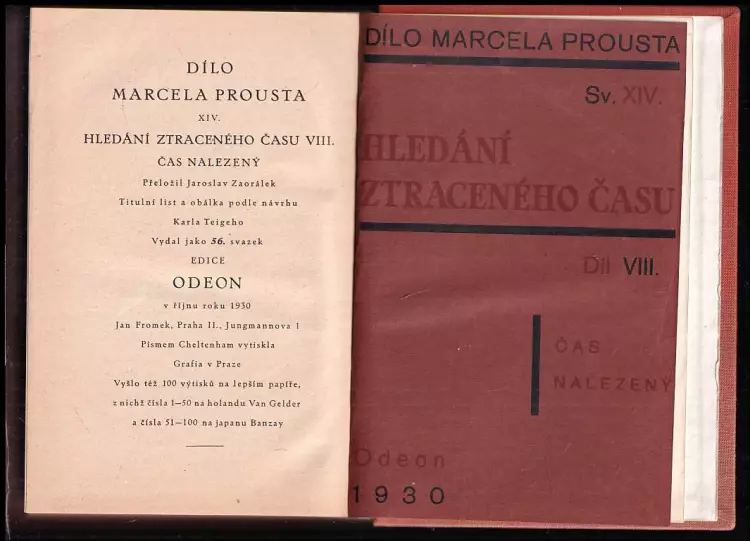 DÍLO
MARCELA PROUSTA
XIV.
HLEDÁNÍ ZTRACENÉHO ČASU VIII.
ČAS NALEZENÝ
Přeložil Jaroslav Zaorálek
Titulní list a obálka podle návrhu
Karla Teigeho
Vydal jako 56. svazek
EDICE
ODEON
v říjnu roku 1930
Jan Fromek, Praha II., Jungmannova 1
Písmem Cheltenham vytiskla
Grafia v Praze
Vyšlo též 100 výtisků na lepším papíře,
z nichž čísla 1—50 na holandu Van Gelder
a čísla 51—100 na japanu Banzay
DÍLO MARCELA PROUSTA
Sv. XIV.
HLEDÁNÍ
ZTRACENÉHO ČASU
Díl VIII.
ČAS
NALEZENÝ
Odeon
1930